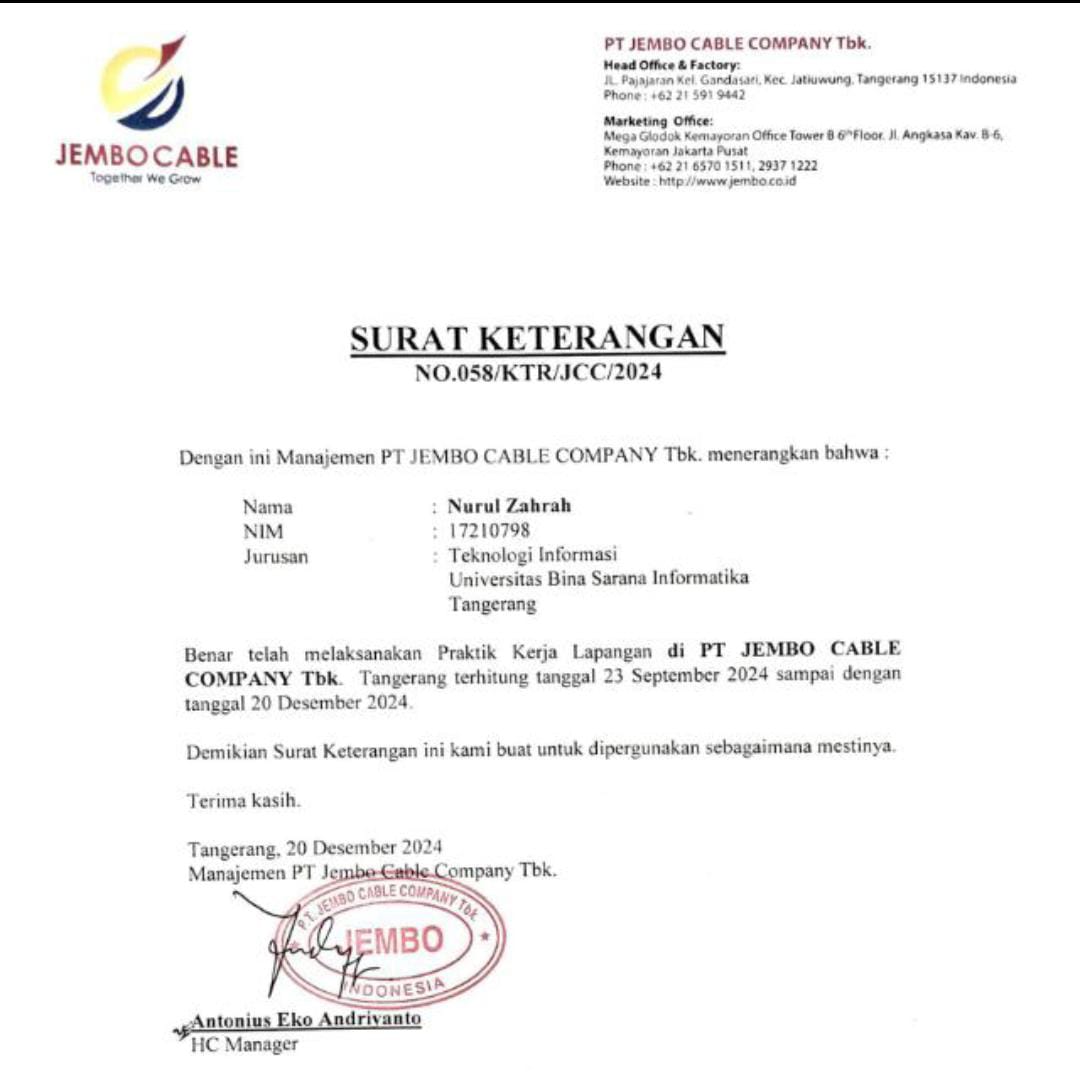 JEMBO CABLE
Together We Grow
PT JEMBO CABLE COMPANY Tbk.
Head Office & Factory:
JL. Pajajaran Kel. Gandasari, Kec. Jatiuwung, Tangerang 15137 Indonesia
Phone : +62 21 591 9442
Marketing Office:
Mega Glodok Kemayoran Office Tower B 6th Floor. Jl. Angkasa Kav. B-6,
Kemayoran Jakarta Pusat
Phone : +62 21 6570 1511, 2937 1222
Website : http://www.jembo.co.id
SURAT KETERANGAN
NO.058/KTR/JCC/2024
Dengan ini Manajemen PT JEMBO CABLE COMPANY Tbk. menerangkan bahwa :
Nama : Nurul Zahrah
NIM : 17210798
Jurusan : Teknologi Informasi
Universitas Bina Sarana Informatika
Tangerang
Benar telah melaksanakan Praktik Kerja Lapangan di PT JEMBO CABLE
COMPANY Tbk. Tangerang terhitung tanggal 23 September 2024 sampai dengan
tanggal 20 Desember 2024.
Demikian Surat Keterangan ini kami buat untuk dipergunakan sebagaimana mestinya.
Terima kasih.
Tangerang, 20 Desember 2024
Manajemen PT Jembo Cable Company Tbk.
P.T. JEMBO CABLE COMPANY Tbk.
JEMBO
INDONESIA
Antonius Eko Andriyanto
HC Manager